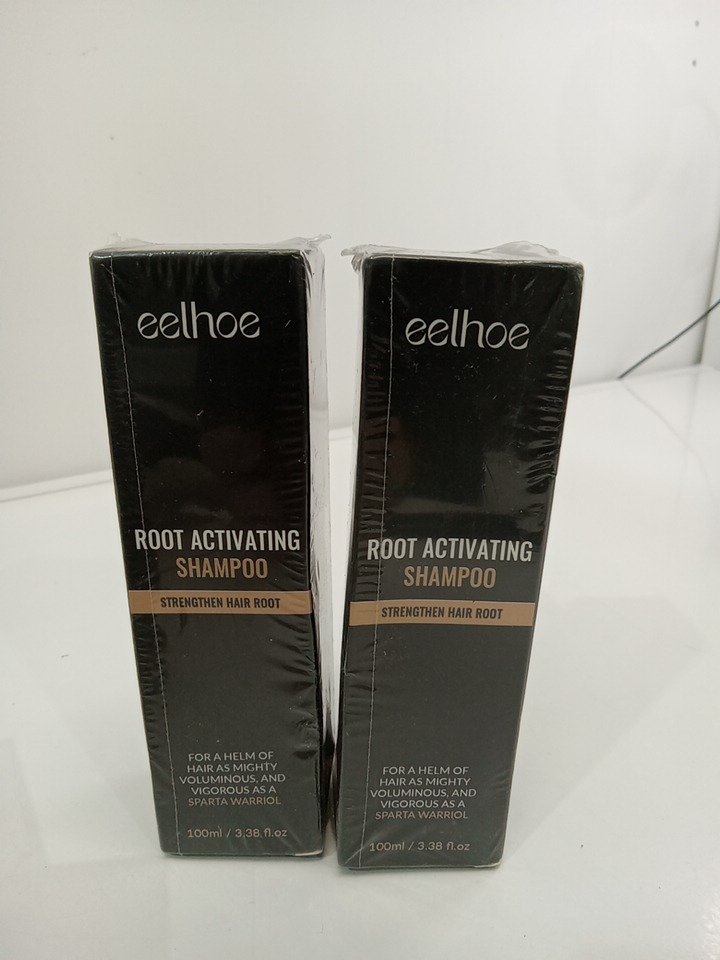 eelhoe
ROOT ACTIVATING
SHAMPOO
STRENGTHEN HAIR ROOT
FOR A HELM OF
HAIR AS MIGHTY
VOLUMINOUS, AND
VIGOROUS AS A
SPARTA WARRIOL
100ml / 3.38 fl.oz
eelhoe
ROOT ACTIVATING
SHAMPOO
STRENGTHEN HAIR ROOT
FOR A HELM OF
HAIR AS MIGHTY
VOLUMINOUS, AND
VIGOROUS AS A
SPARTA WARRIOL
100ml / 3.38 fl.oz